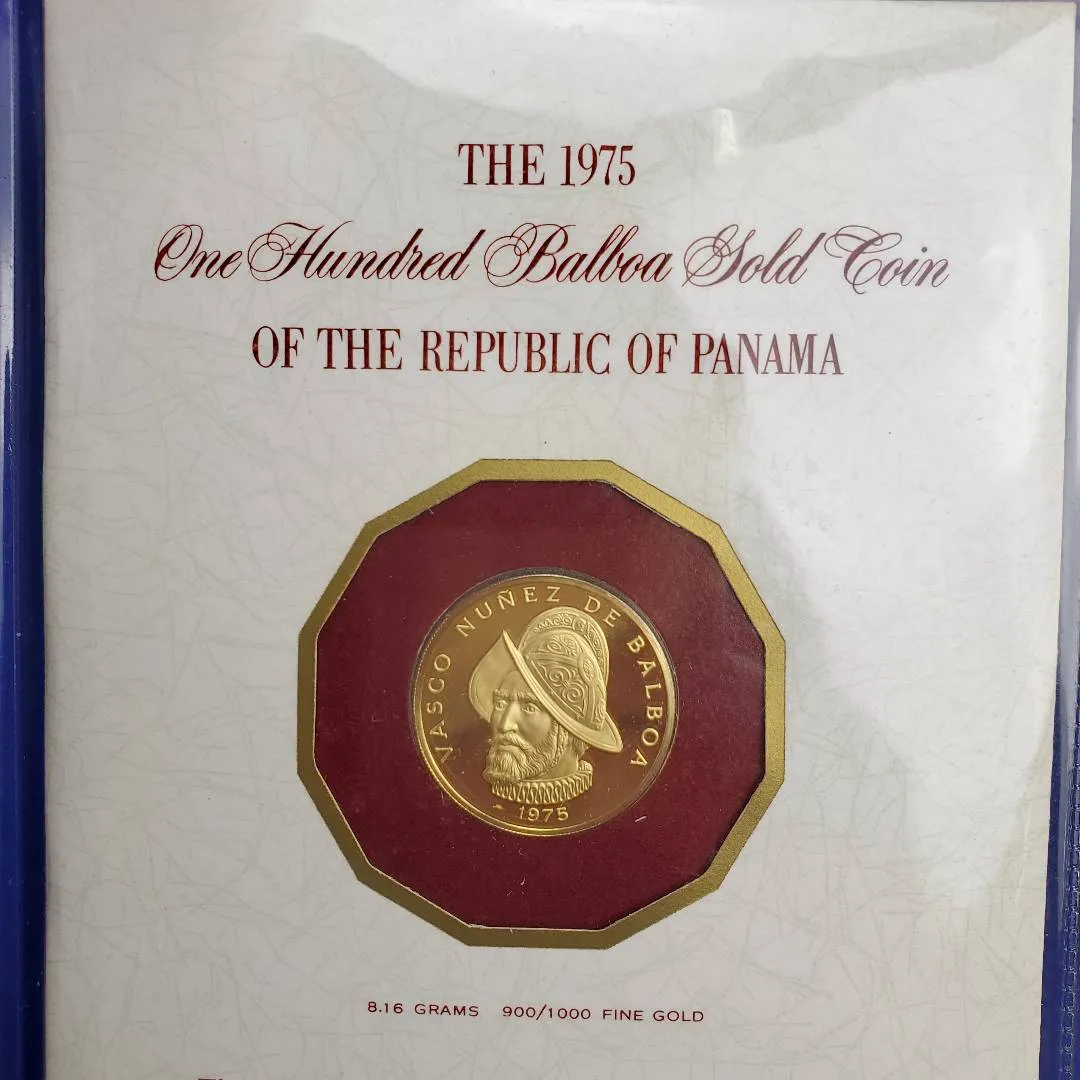 THE 1975
One Hundred Balboa Gold Coin
OF THE REPUBLIC OF PANAMA
VASCO NUÑEZ DE BALBOA
1975
8.16 GRAMS 900/1000 FINE GOLD